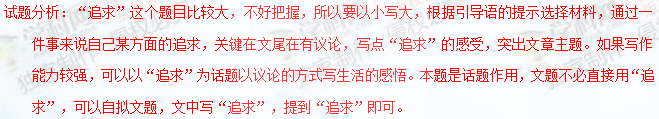 试题分析：“追求”这个题目比较大，不好把握，所以要以小写大，根据引导语的提示选择材料，通过一
件事来说自己某方面的追求，关键在文尾在有议论，写点“追求”的感受，突出文章主题。如果写作
能力较强，可以以“追求”为话题以议论的方式写生活的感悟。本题是话题作用，文题不必直接用“追
求”，可以自拟文题，文中写“追求”，提到“追求”即可。